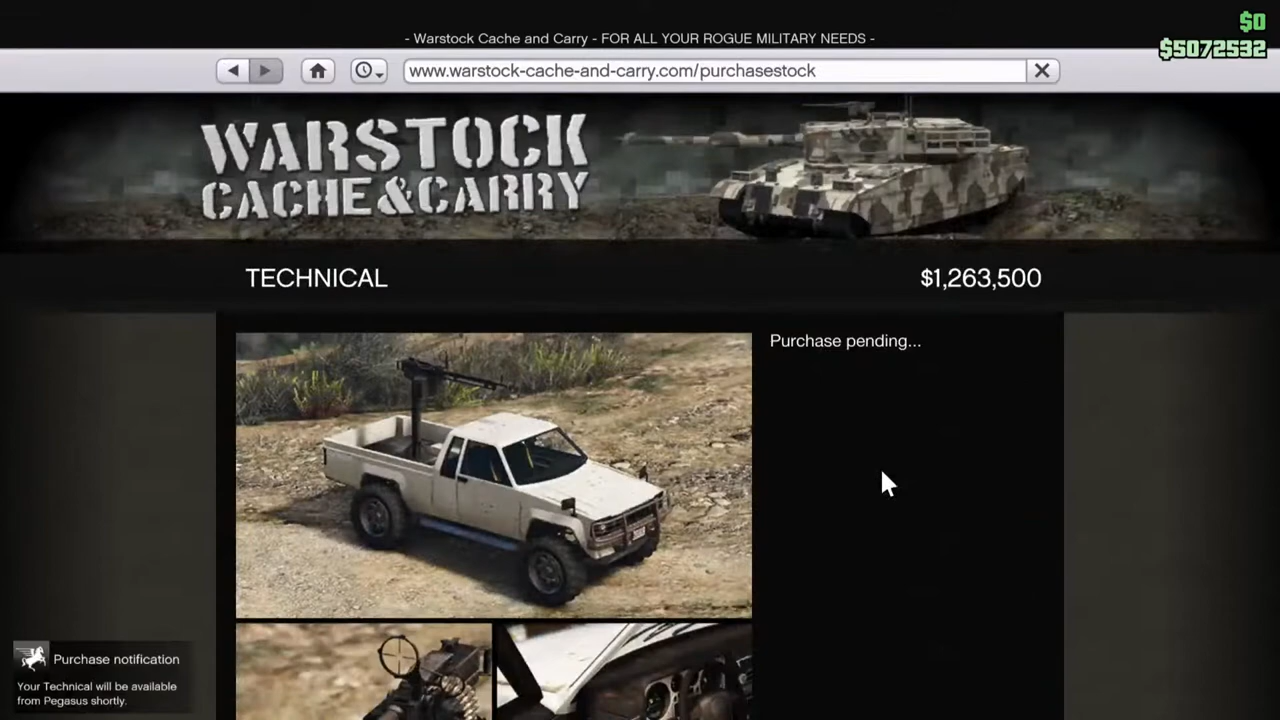 $0
- Warstock Cache and Carry - FOR ALL YOUR ROGUE MILITARY NEEDS -
$5072532
www.warstock-cache-and-carry.com/purchasestock
WARSTOCK
CACHE&CARRY
TECHNICAL
$1,263,500
Purchase pending...
Purchase notification
Your Technical will be available
from Pegasus shortly.